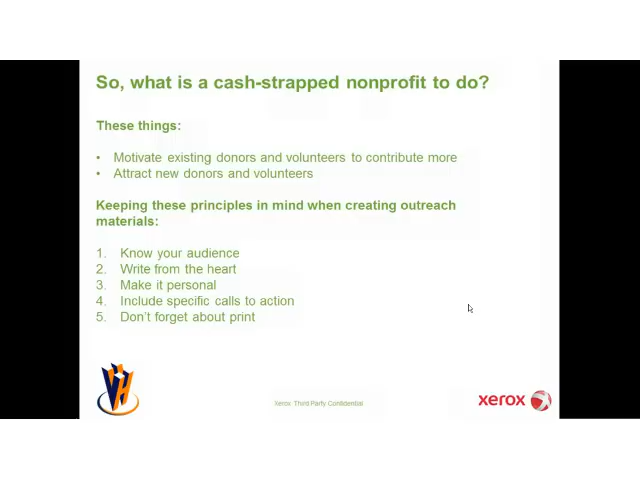 So, what is a cash-strapped nonprofit to do?
These things:
• Motivate existing donors and volunteers to contribute more
• Attract new donors and volunteers
Keeping these principles in mind when creating outreach
materials:
1. Know your audience
2. Write from the heart
3. Make it personal
4. Include specific calls to action
5. Don't forget about print
Xerox Third Party Confidential
xerox